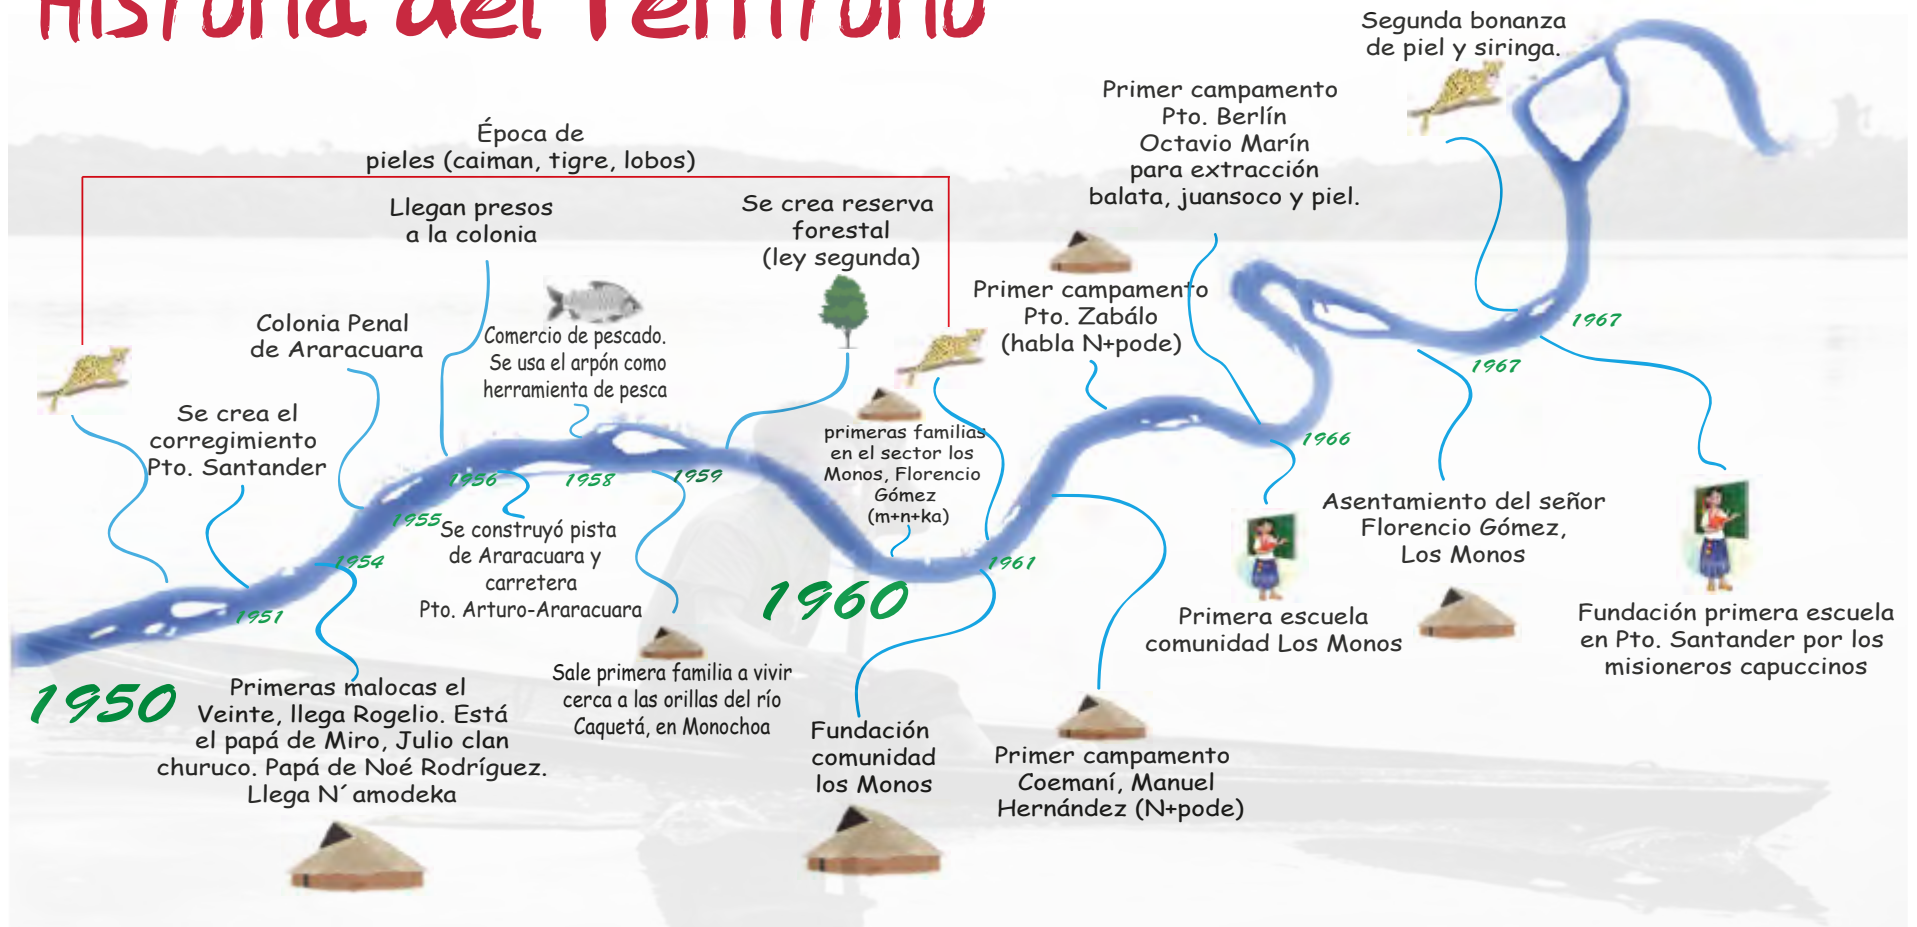 Historia del Territorio
Segunda bonanza
de piel y siringa.
Primer campamento
Pto. Berlín
Octavio Marín
para extracción
balata, juansoco y piel.
Época de
pieles (caiman, tigre, lobos)
Llegan presos
a la colonia
Se crea reserva
forestal
(ley segunda)
Primer campamento
Pto. Zabálo
(habla N+pode)
Colonia Penal
de Araracuara
Comercio de pescado.
Se usa el arpón como
herramienta de pesca
Se crea el
corregimiento
Pto. Santander
primeras familias
en el sector los
Monos, Florencio
Gómez
(m+n+ka)
1967
1967
1966
1956
1958
1959
1955
1954
1951
1961
Se construyó pista
de Araracuara y
carretera
Pto. Arturo-Araracuara
Asentamiento del señor
Florencio Gómez,
Los Monos
1960
Primera escuela
comunidad Los Monos
Fundación primera escuela
en Pto. Santander por los
misioneros capuccinos
1950
Primeras malocas el
Veinte, llega Rogelio. Está
el papá de Miro, Julio clan
churuco. Papá de Noé Rodríguez.
Llega N´amodeka
Sale primera familia a vivir
cerca a las orillas del río
Caquetá, en Monochoa
Fundación
comunidad
los Monos
Primer campamento
Coemaní, Manuel
Hernández (N+pode)